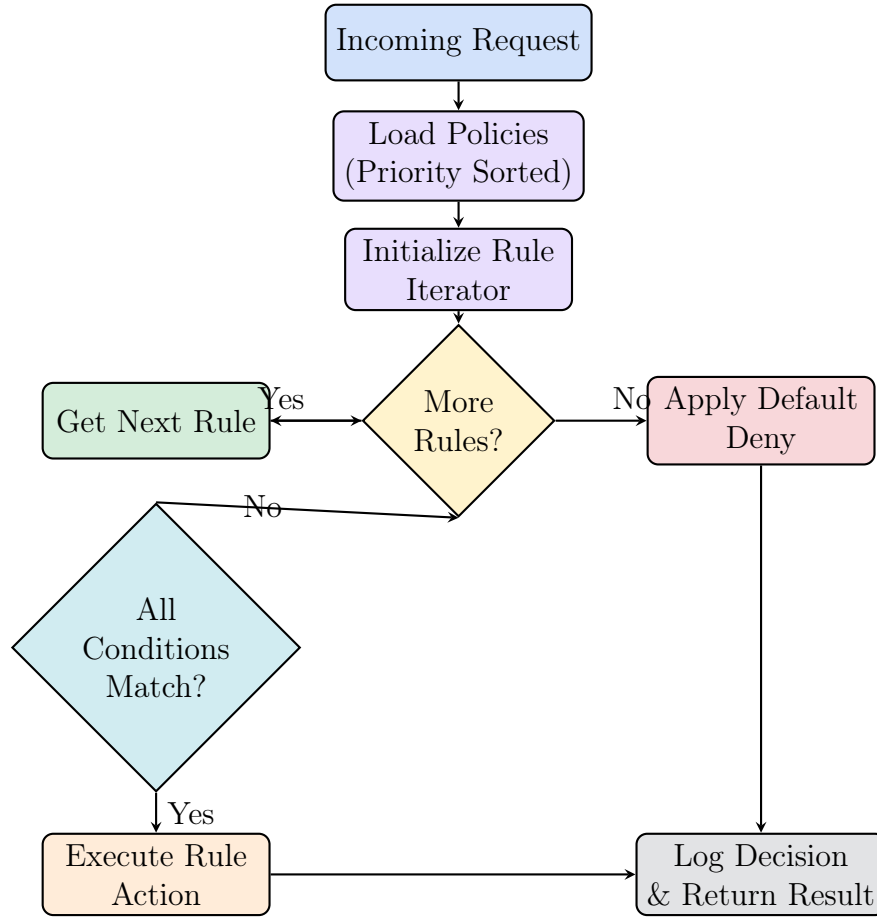 Incoming Request
Load Policies
(Priority Sorted)
Initialize Rule
Iterator
More
Rules?
Yes
Get Next Rule
No
Apply Default
Deny
No
All
Conditions
Match?
Yes
Execute Rule
Action
Log Decision
& Return Result